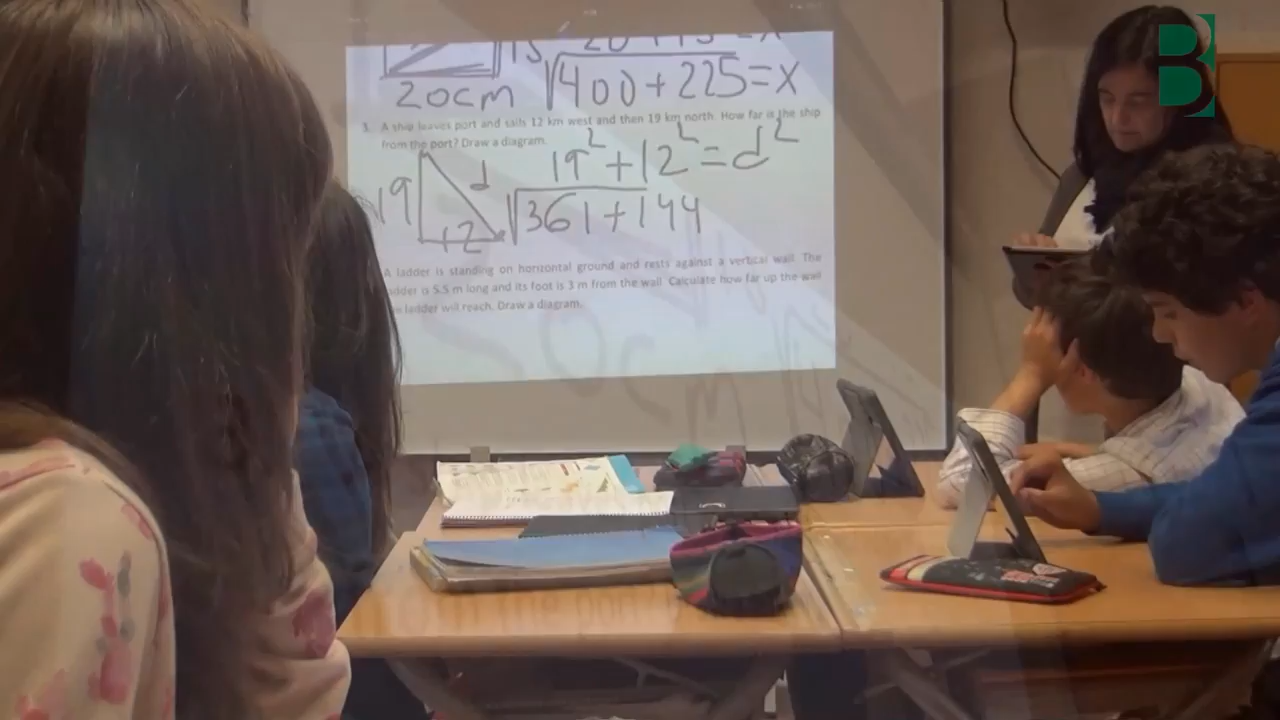 15 √20²+15² = x
20cm √400+225=x
3. A ship leaves port and sails 12 km west and then 19 km north. How far is the ship
from the port? Draw a diagram.
19²+12²=d²
19 d
12 √361+144
A ladder is standing on horizontal ground and rests against a vertical wall. The
ladder is 5.5 m long and its foot is 3 m from the wall. Calculate how far up the wall
ladder will reach. Draw a diagram.
B